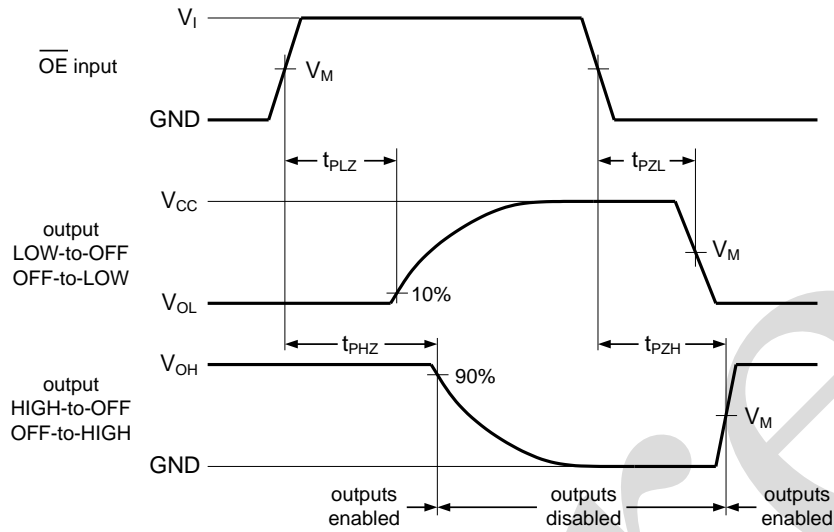 V_I
OE input
V_M
GND
t_PLZ
t_PZL
V_CC
output
LOW-to-OFF
OFF-to-LOW
V_M
V_OL
10%
t_PHZ
t_PZH
V_OH
90%
output
HIGH-to-OFF
OFF-to-HIGH
V_M
GND
outputs
enabled
outputs
disabled
outputs
enabled